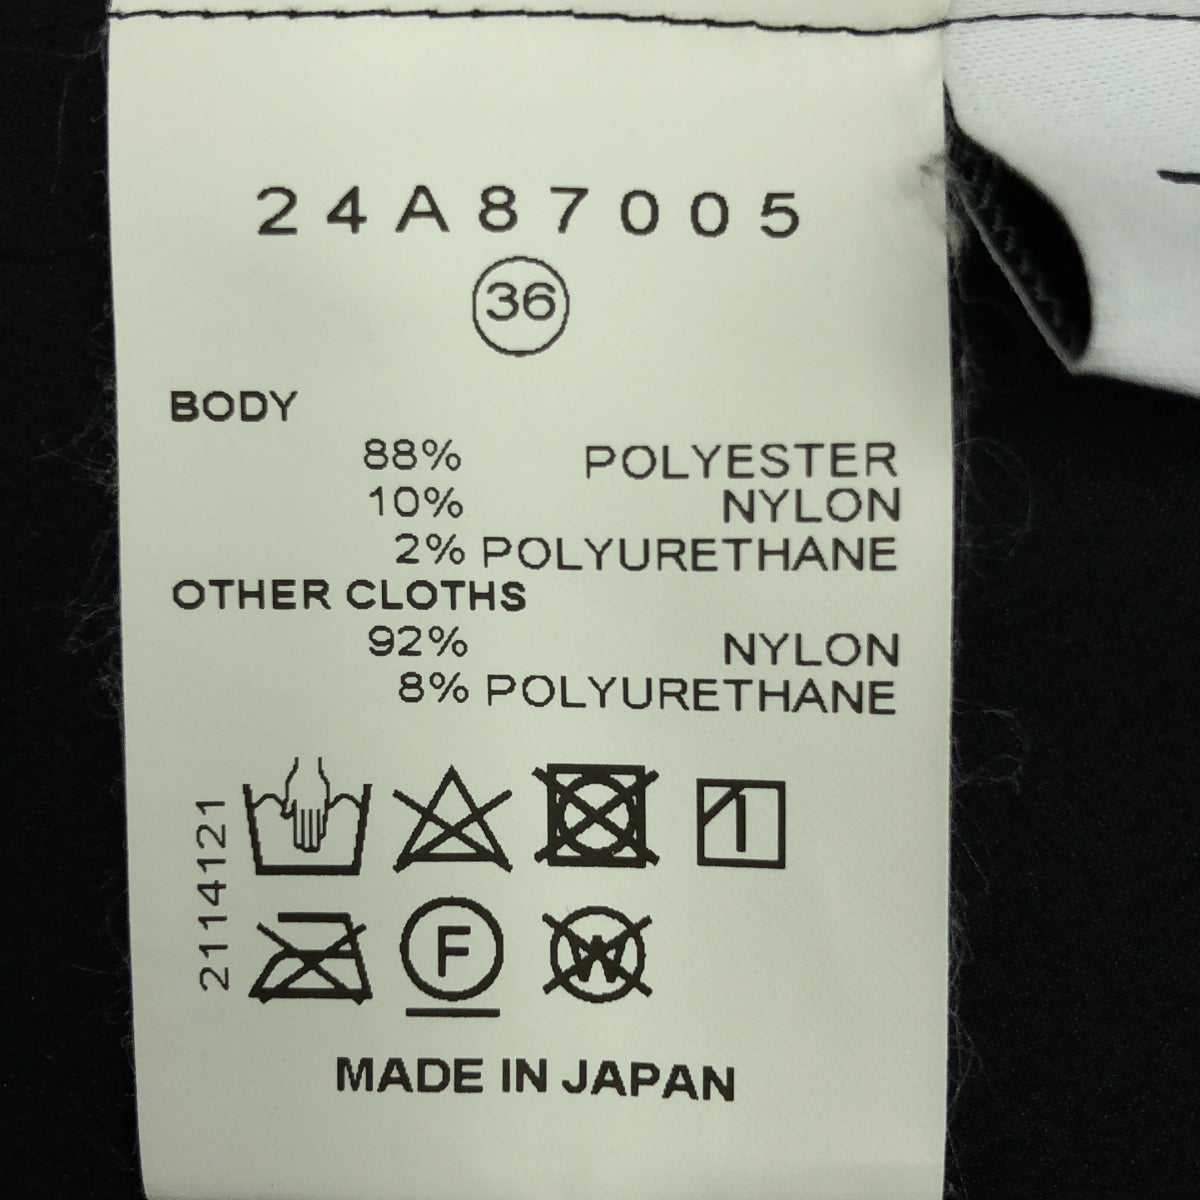 24A87005
36
BODY
88% POLYESTER
10% NYLON
2% POLYURETHANE
OTHER CLOTHS
92% NYLON
8% POLYURETHANE
2114121
F
W
MADE IN JAPAN